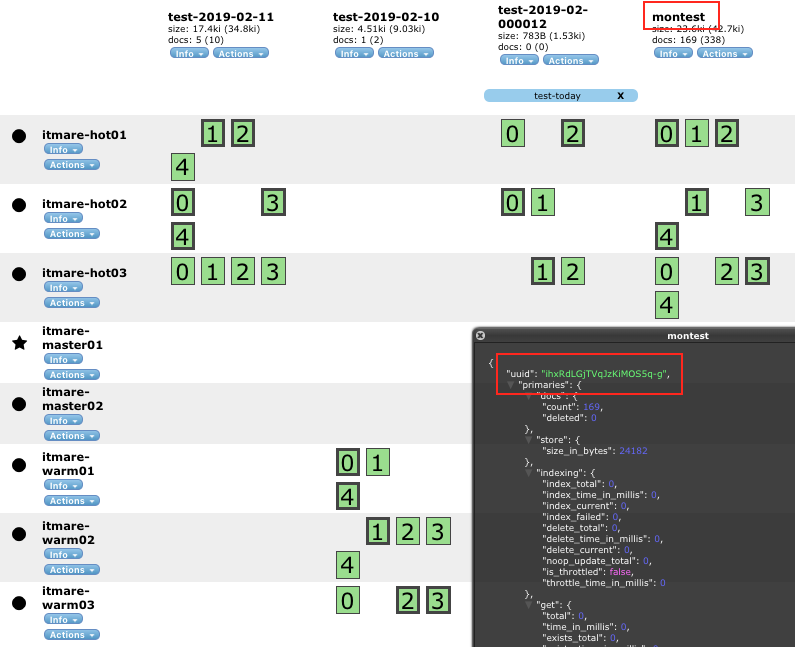 test-2019-02-11
size: 17.4ki (34.8ki)
docs: 5 (10)
Info Actions
test-2019-02-10
size: 4.51ki (9.03ki)
docs: 1 (2)
Info Actions
test-2019-02-
000012
size: 783B (1.53ki)
docs: 0 (0)
Info Actions
montest
size: 23.6ki (42.7ki)
docs: 169 (338)
Info Actions
test-today X
itmare-hot01
Info
Actions
1 2
4
0 2
0 1 2
itmare-hot02
Info
Actions
0 3
4
0 1
1 3
4
itmare-hot03
Info
Actions
0 1 2 3
1 2
0 2 3
4
itmare-
master01
Info
Actions
itmare-
master02
Info
Actions
itmare-
warm01
Info
Actions
0 1
4
itmare-
warm02
Info
Actions
1 2 3
4
itmare-
warm03
Info
Actions
0 2 3
montest
{
"uuid": "ihxRdLGjTVqJzKiMOS5q-g",
"primaries": {
"docs": {
"count": 169,
"deleted": 0
},
"store": {
"size_in_bytes": 24182
},
"indexing": {
"index_total": 0,
"index_time_in_millis": 0,
"index_current": 0,
"index_failed": 0,
"delete_total": 0,
"delete_time_in_millis": 0,
"delete_current": 0,
"noop_update_total": 0,
"is_throttled": false,
"throttle_time_in_millis": 0
},
"get": {
"total": 0,
"time_in_millis": 0,
"exists_total": 0,